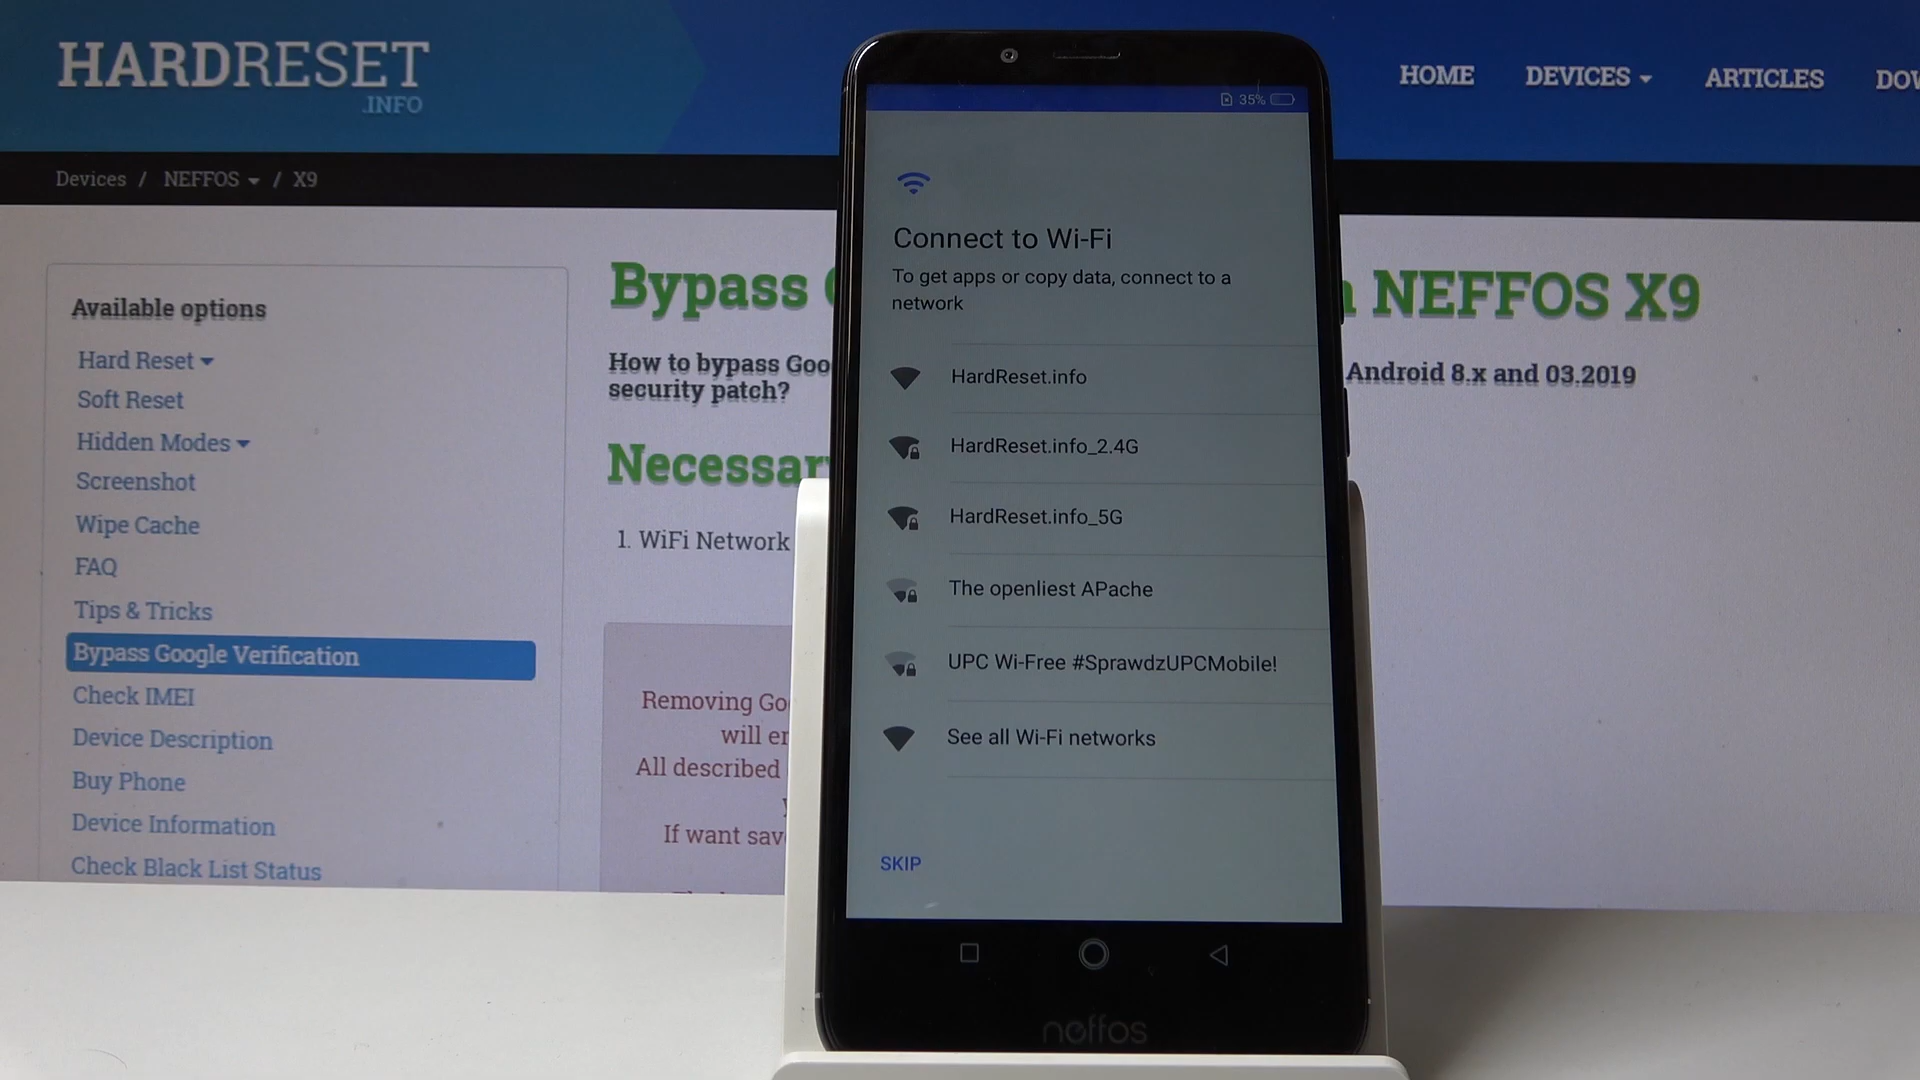 HARDRESET
.INFO
HOME DEVICES ARTICLES
Devices / NEFFOS / X9
Available options
Hard Reset
Soft Reset
Hidden Modes
Screenshot
Wipe Cache
FAQ
Tips & Tricks
Bypass Google Verification
Check IMEI
Device Description
Buy Phone
Device Information
Check Black List Status
Bypass NEFFOS X9
How to bypass Android 8.x and 03.2019
security patch?
1. WiFi Network
Removing
will
All described
If want
35%
Connect to Wi-Fi
To get apps or copy data, connect to a
network
HardReset.info
HardReset.info_2.4G
HardReset.info_5G
The openliest APache
UPC Wi-Free #SprawdzUPCMobile!
See all Wi-Fi networks
SKIP
neffos